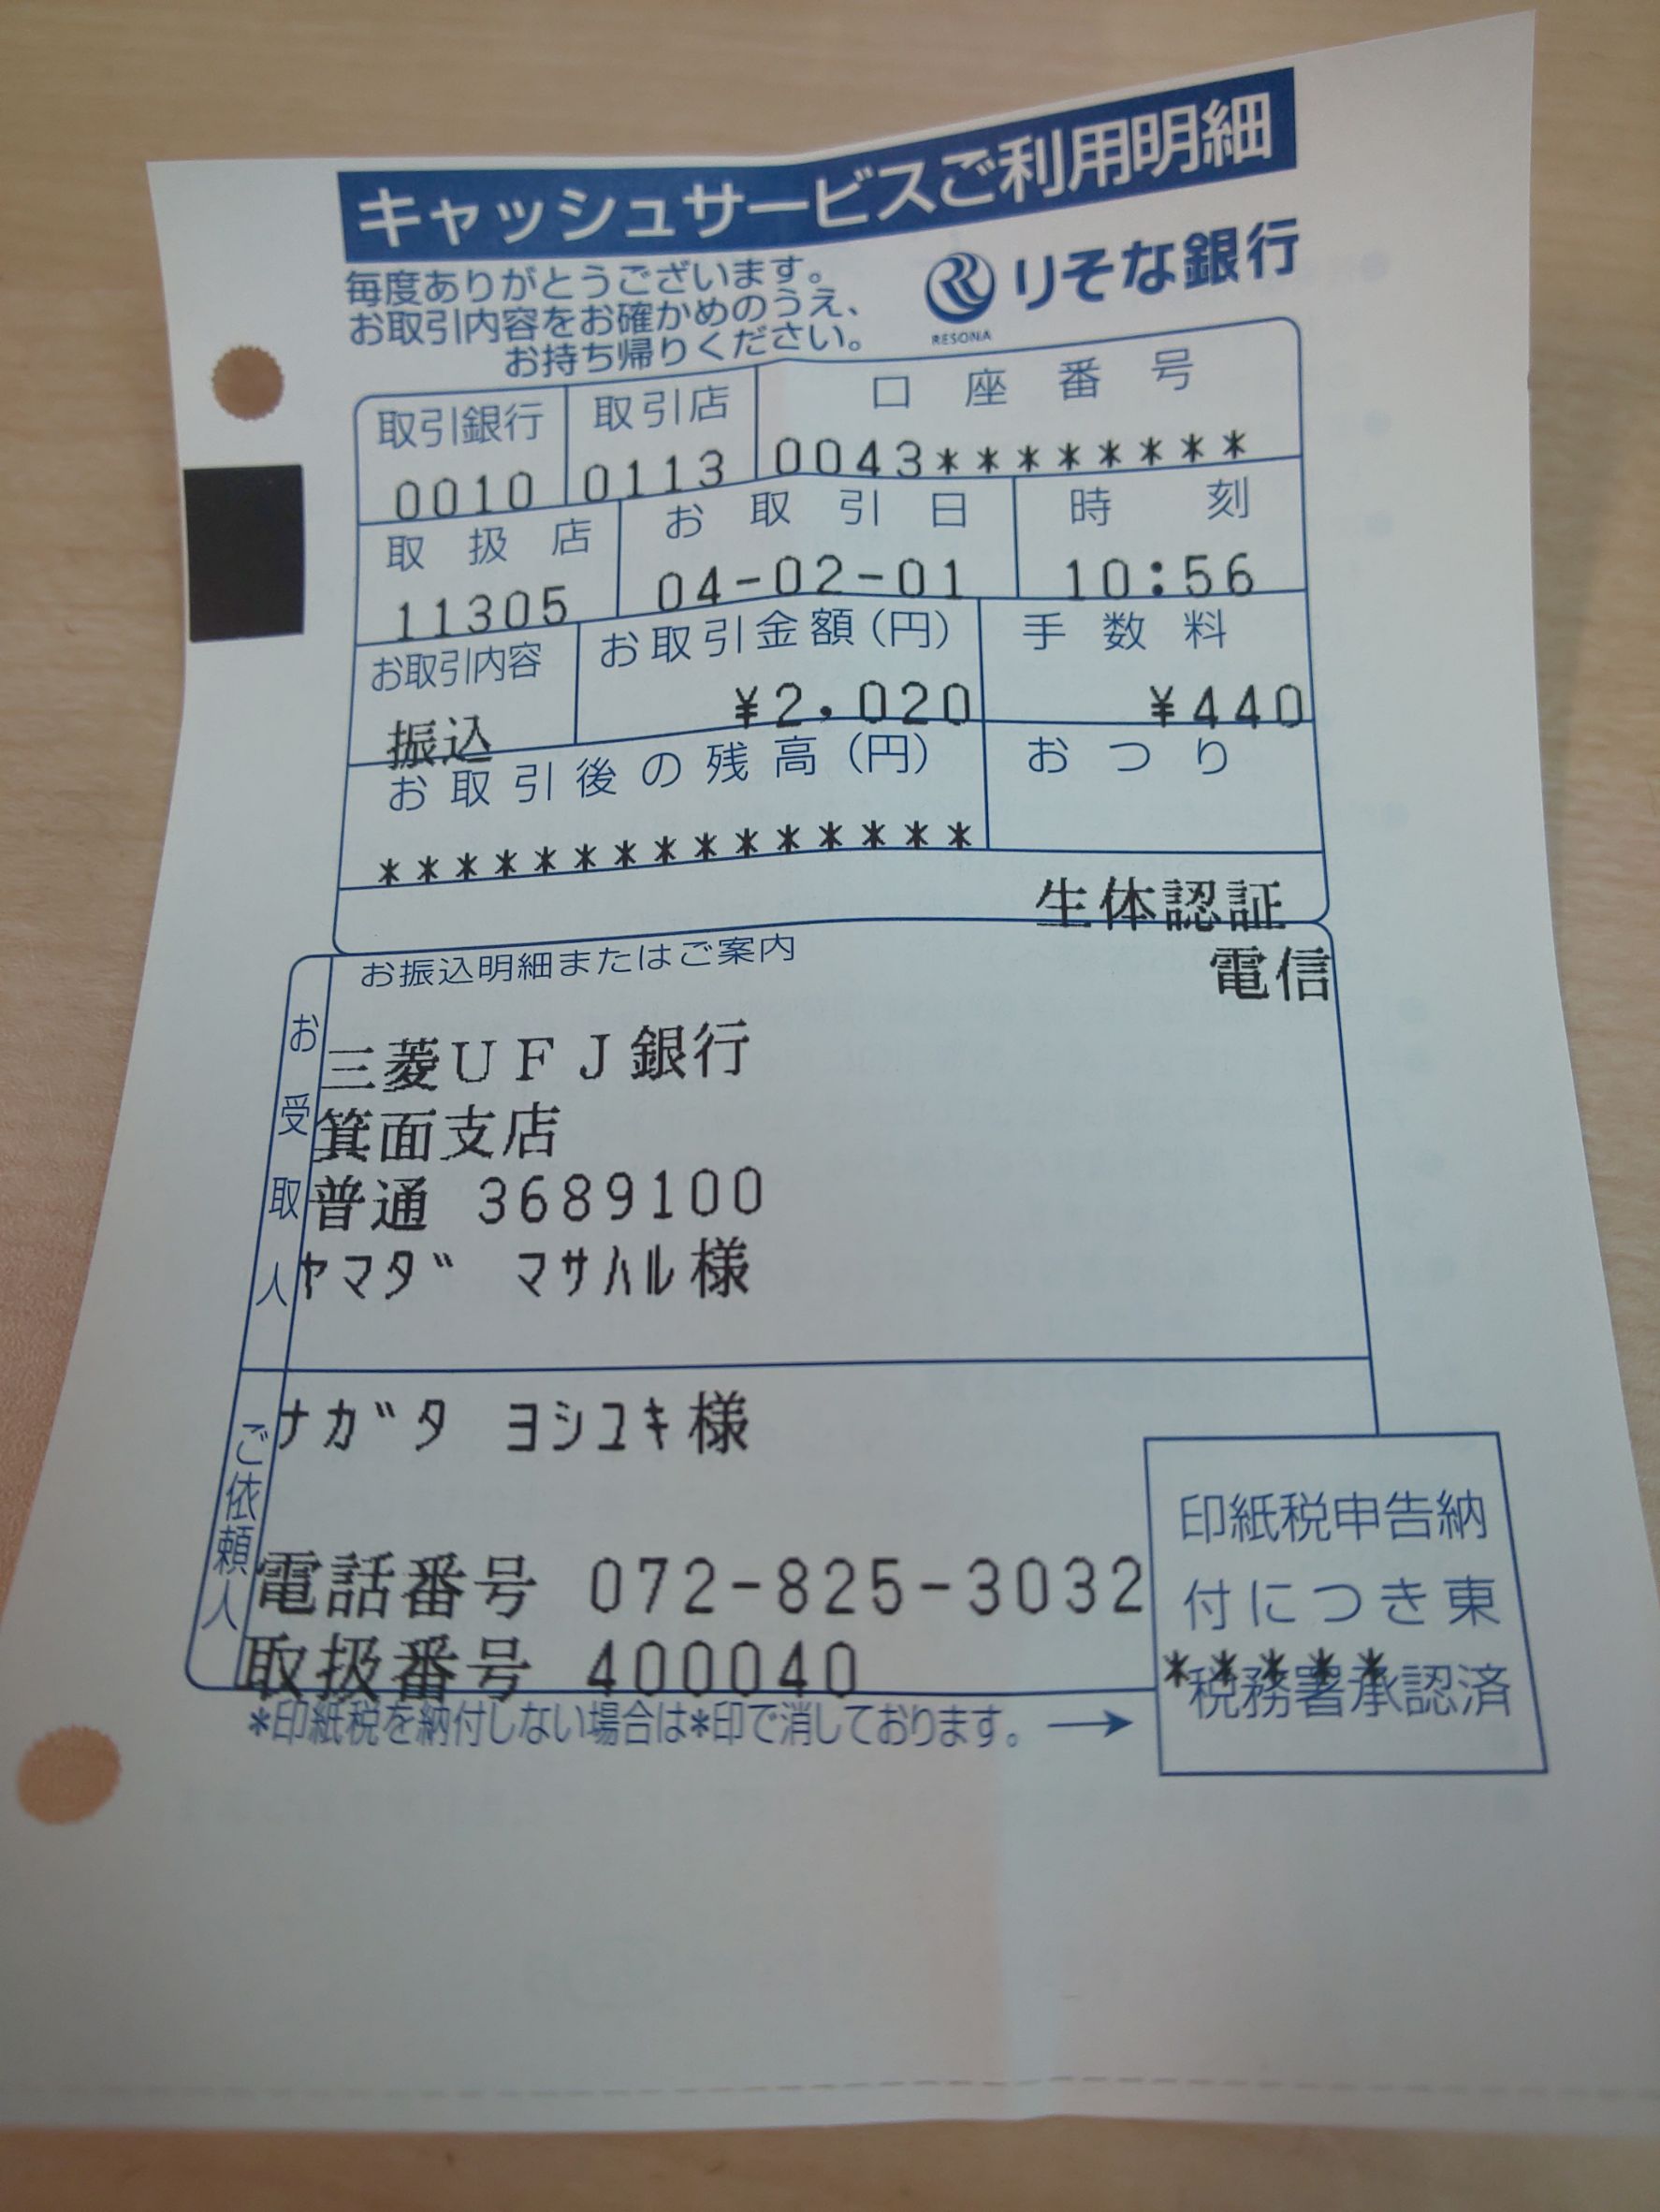 キャッシュサービスご利用明細
毎度ありがとうございます。
お取引内容をお確かめのうえ、
お持ち帰りください。
RESONA
りそな銀行
取引銀行 取引店 口座番号
0010 0113 0043********
取扱店 お取引日 時刻
11305 04-02-01 10:56
お取引内容 お取引金額(円) 手数料
振込 ¥2,020 ¥440
お取引後の残高(円) おつり
***************
生体認証
お振込明細またはご案内
電信
お受取人
三菱UFJ銀行
箕面支店
普通 3689100
ヤマダ マサハル様
ご依頼人
ナガタ ヨシユキ様
電話番号 072-825-3032
取扱番号 400040
印紙税申告納
付につき東
*****
税務署承認済
*印紙税を納付しない場合は*印で消しております。 →